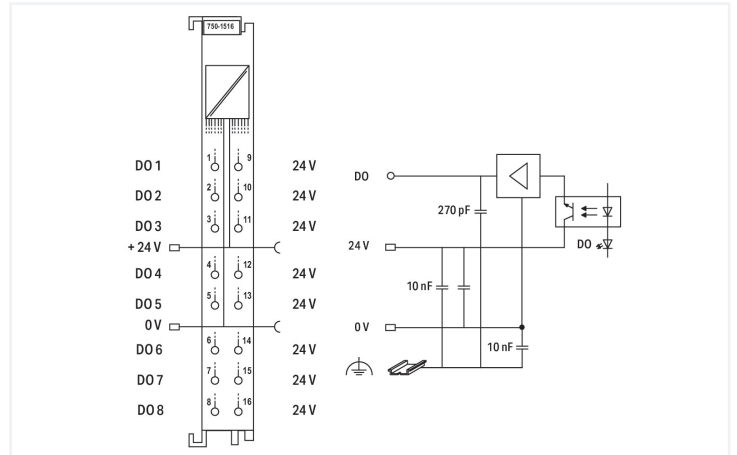 750-1516
DO 1 1 9 24 V
DO 2 2 10 24 V
DO 3 3 11 24 V
+ 24 V
DO 4 4 12 24 V
DO 5 5 13 24 V
0 V
DO 6 6 14 24 V
DO 7 7 15 24 V
DO 8 8 16 24 V
DO
270 pF
24 V
DO
10 nF
0 V
10 nF